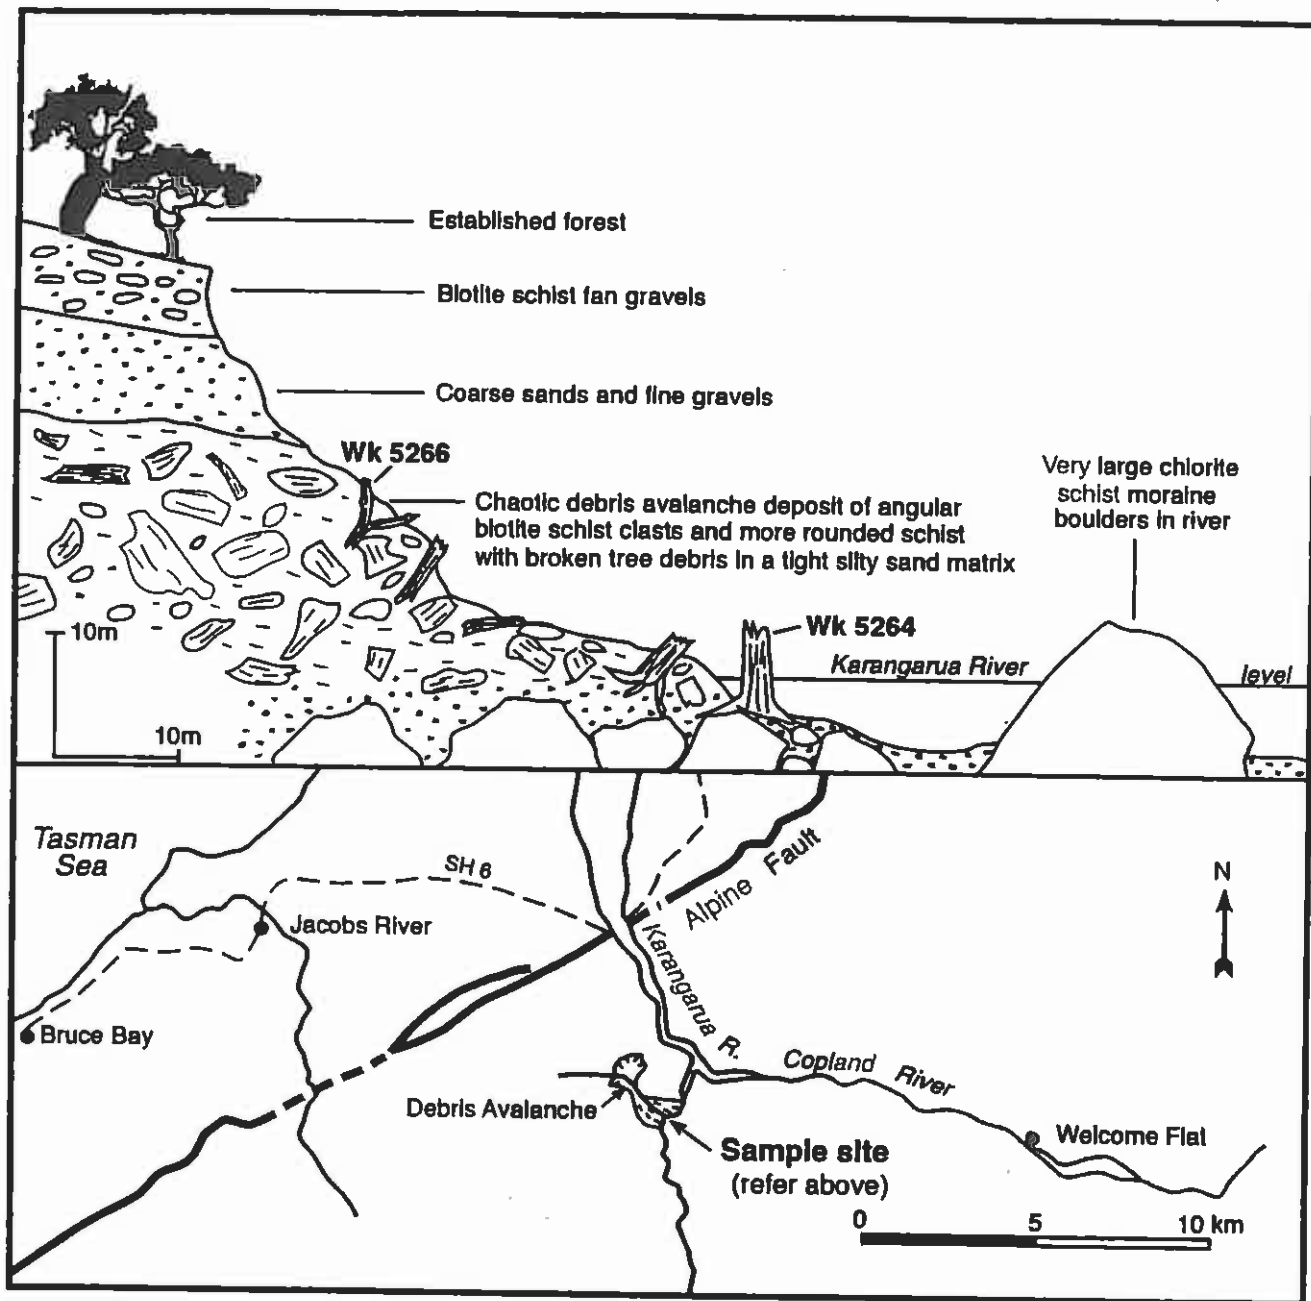 Established forest
Biotite schist fan gravels
Coarse sands and fine gravels
Wk 5266
Chaotic debris avalanche deposit of angular
biotite schist clasts and more rounded schist
with broken tree debris in a tight silty sand matrix
Very large chlorite
schist moraine
boulders in river
Wk 5264
Karangarua River
level
10m
10m
Tasman
Sea
SH 6
Alpine Fault
N
Jacobs River
Karangarua R.
Bruce Bay
Copland River
Debris Avalanche
Welcome Flat
Sample site
(refer above)
0 5 10 km